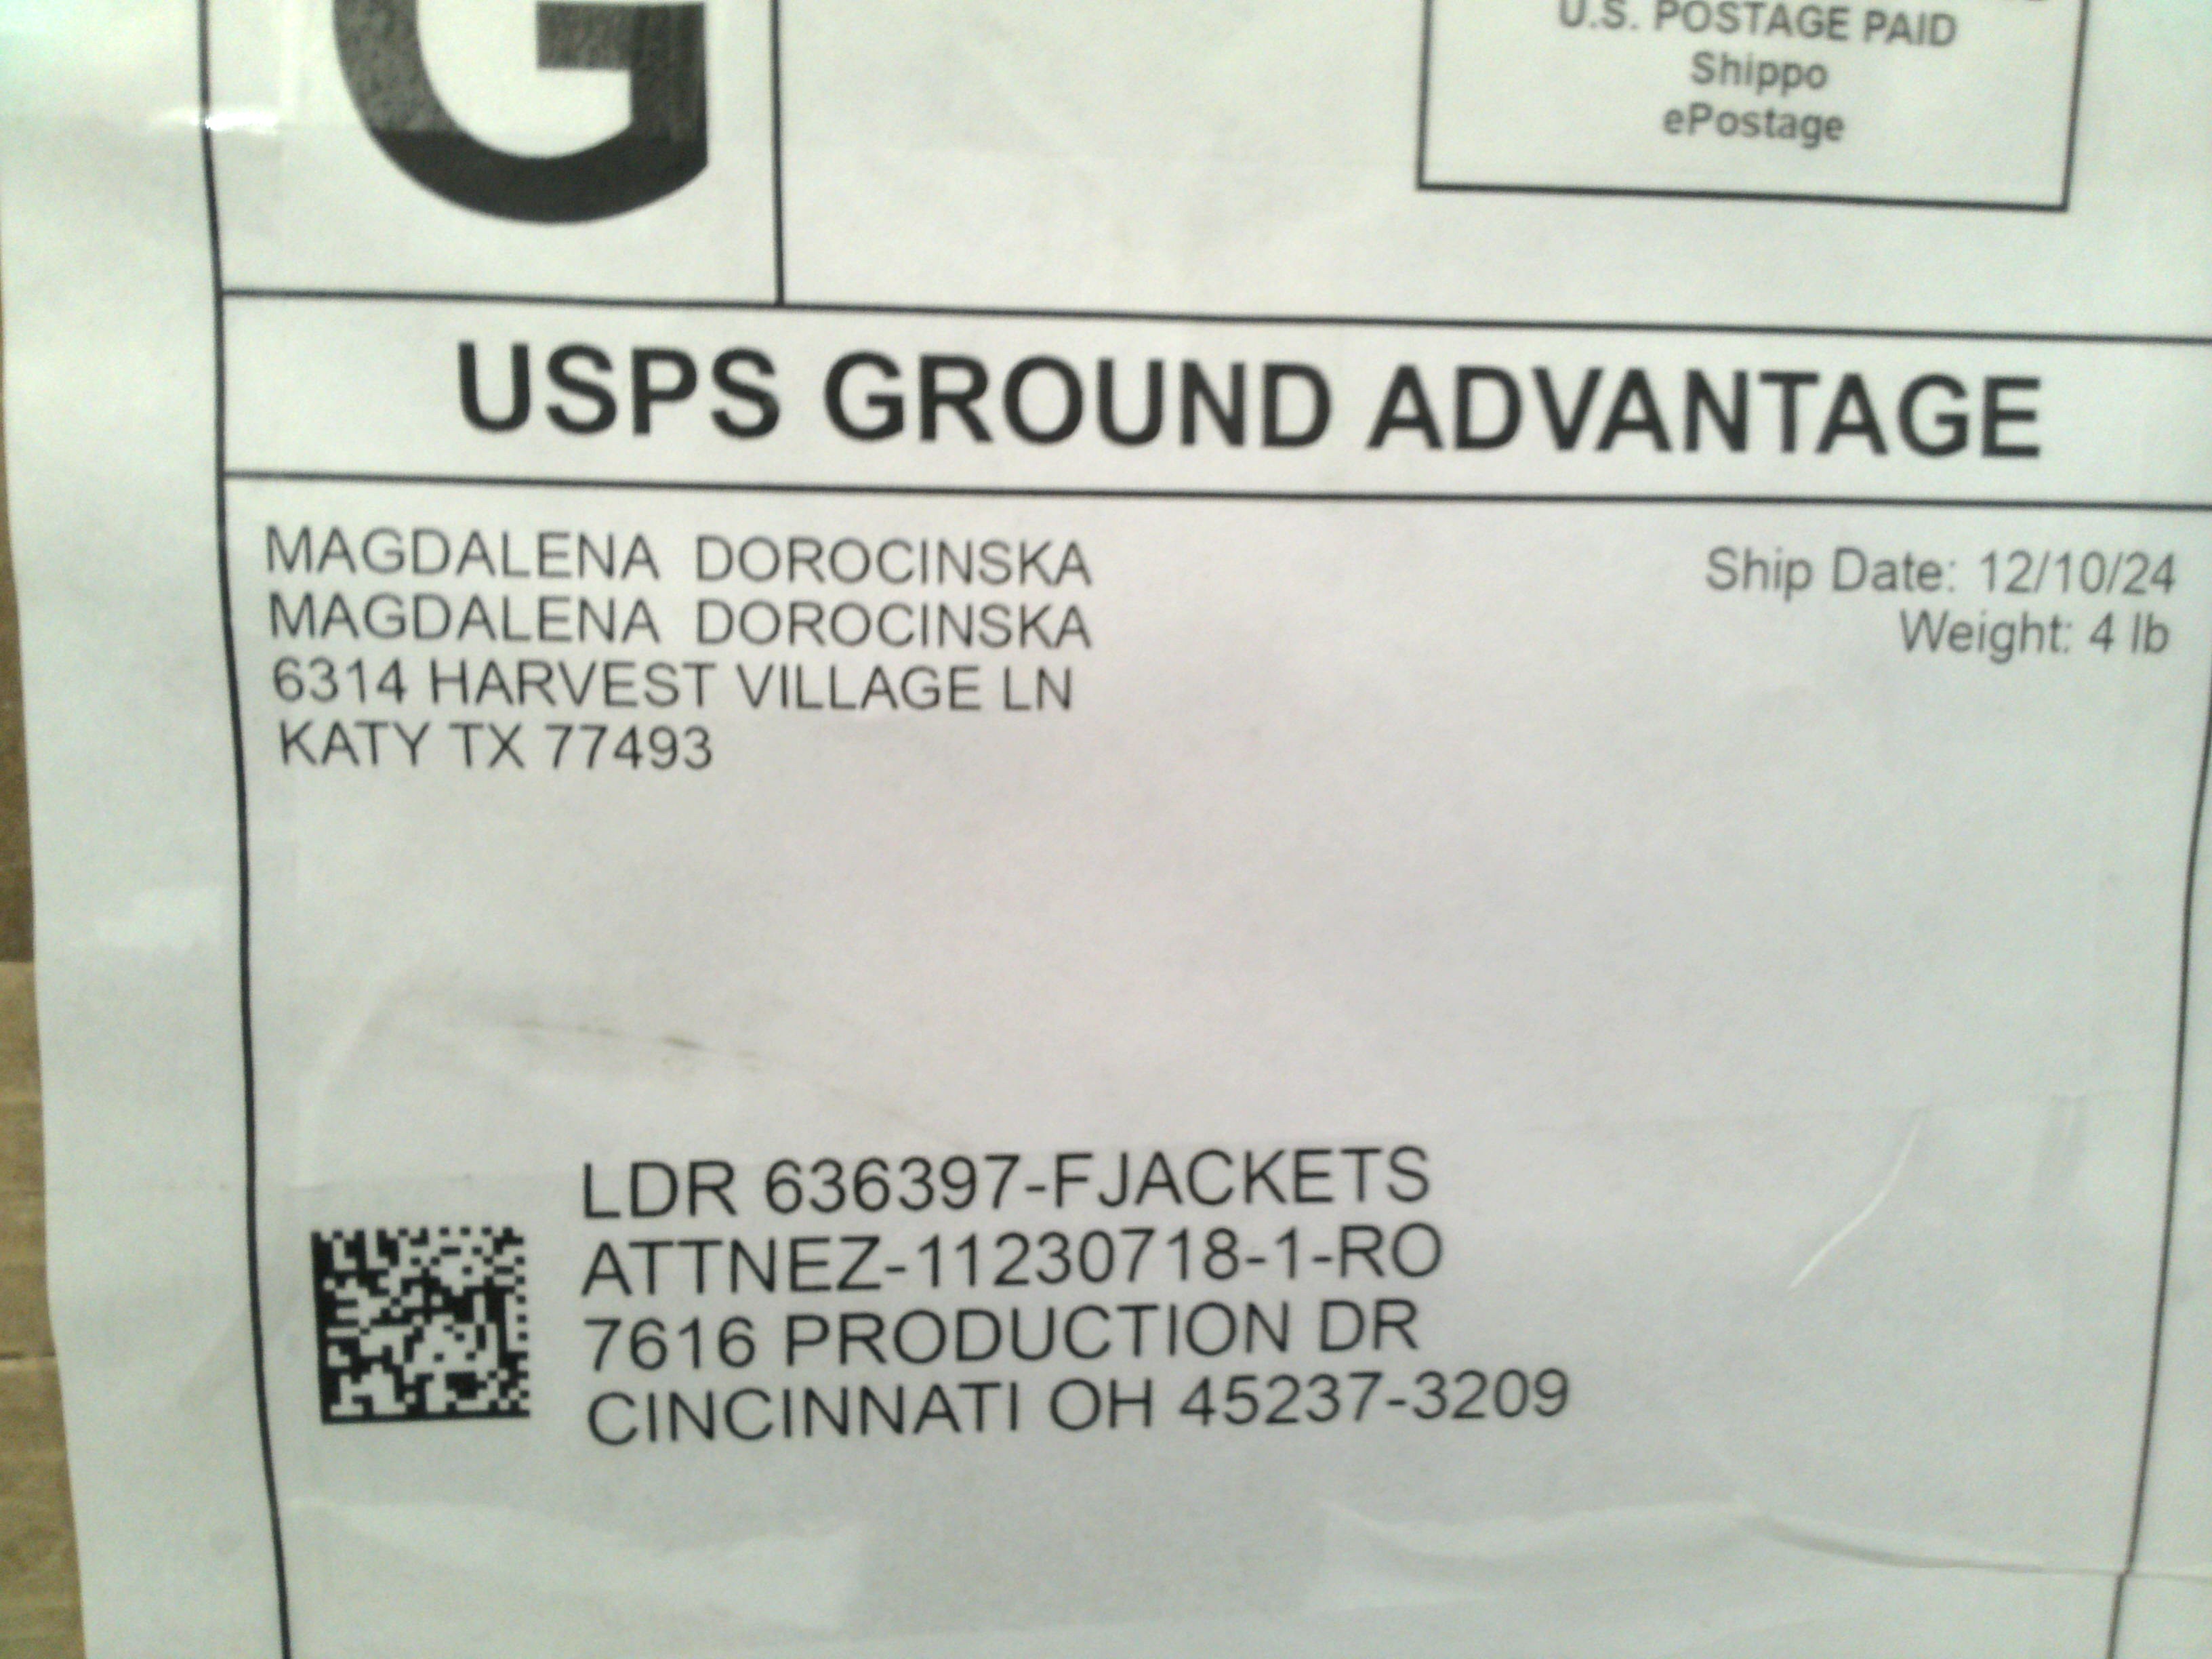 G
U.S. POSTAGE PAID
Shippo
ePostage
USPS GROUND ADVANTAGE
MAGDALENA DOROCINSKA
MAGDALENA DOROCINSKA
6314 HARVEST VILLAGE LN
KATY TX 77493
Ship Date: 12/10/24
Weight: 4 lb
LDR 636397-FJACKETS
ATTNEZ-11230718-1-RO
7616 PRODUCTION DR
CINCINNATI OH 45237-3209